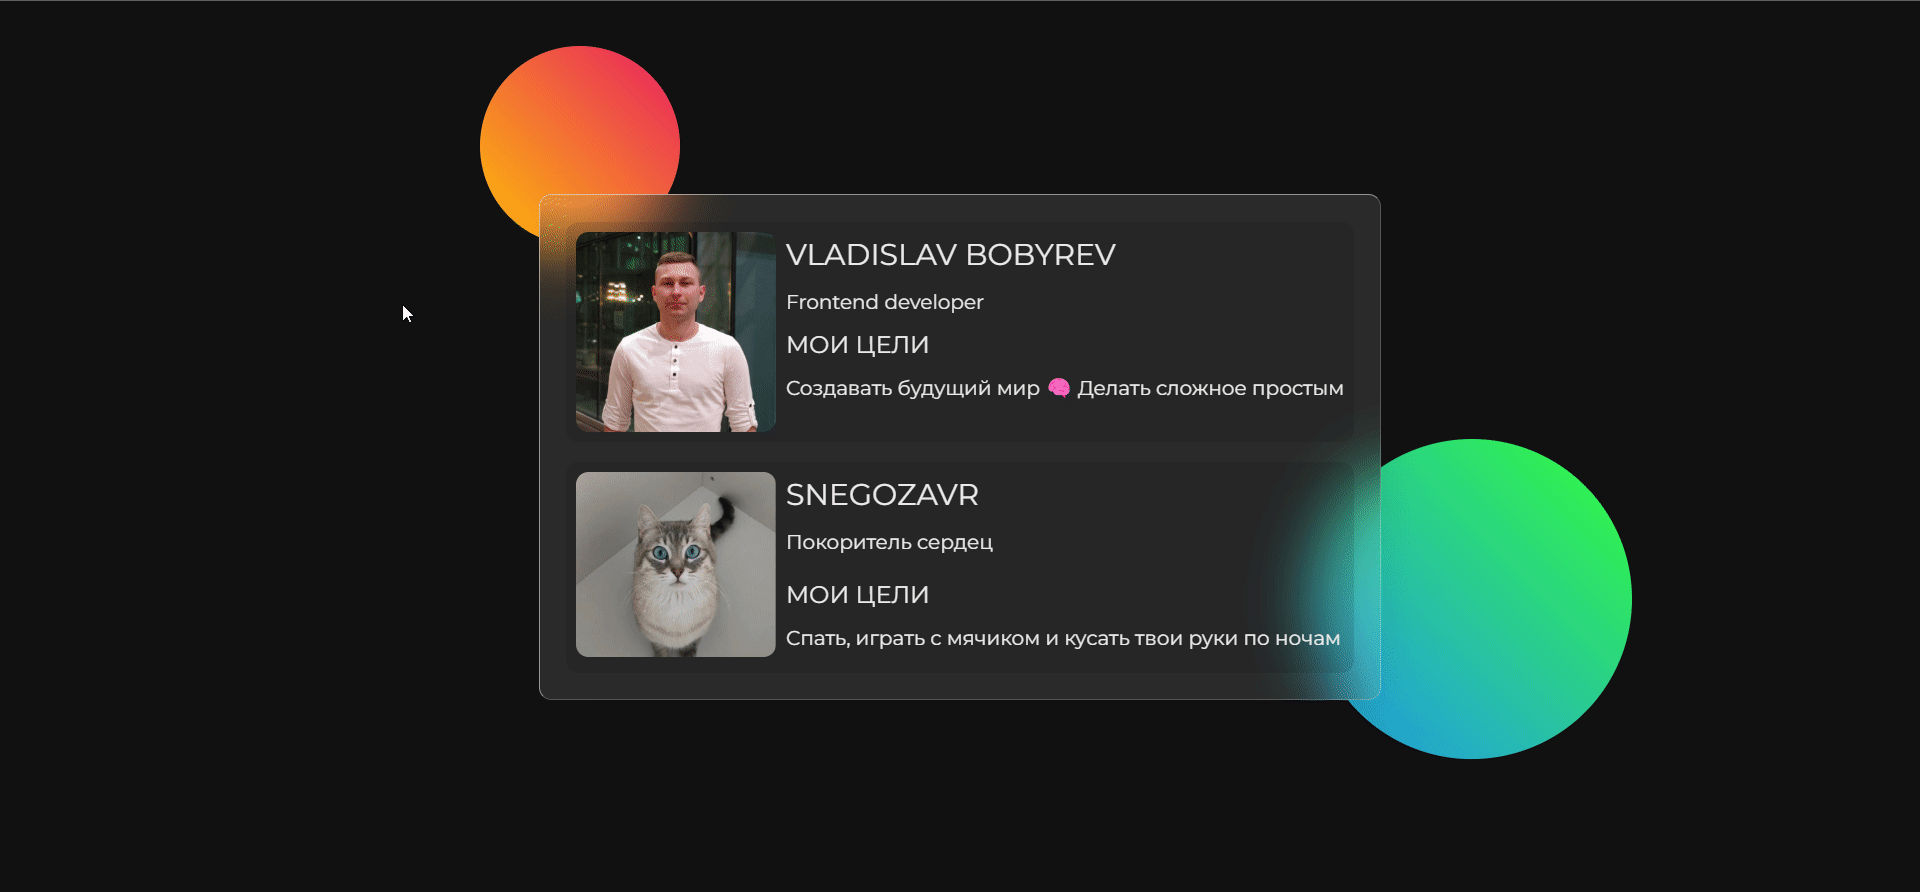 VLADISLAV BOBYREV
Frontend developer
МОИ ЦЕЛИ
Создавать будущий мир 🧠 Делать сложное простым
SNEGOZAVR
Покоритель сердец
МОИ ЦЕЛИ
Спать, играть с мячиком и кусать твои руки по ночам